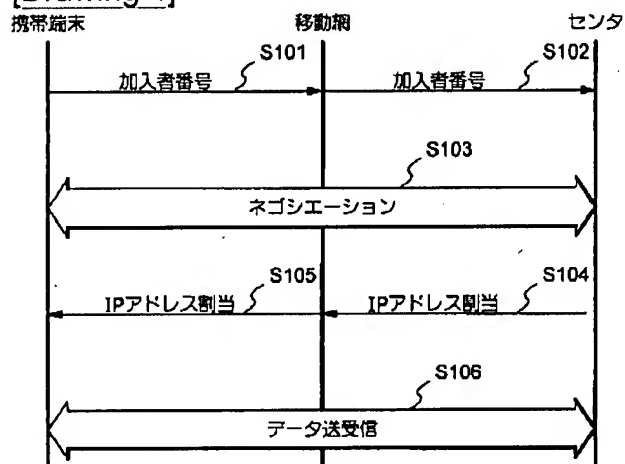 携帯端末 移動網 センタ
S101 S102
加入者番号 加入者番号
S103
ネゴシエーション
S105 S104
IPアドレス割当 IPアドレス割当
S106
データ送受信